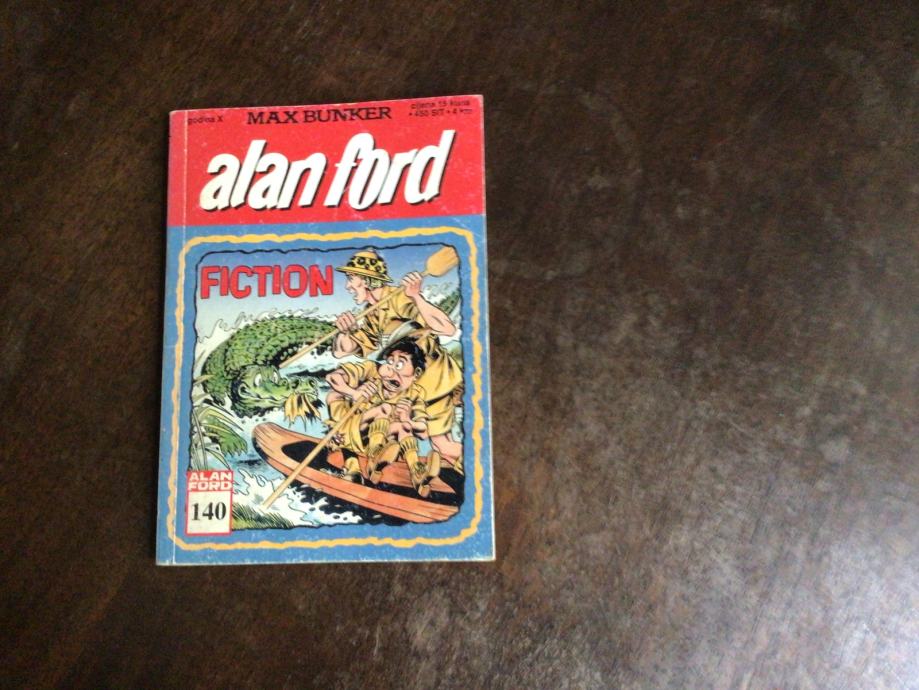 godina X
MAX BUNKER
cijena 15 kuna
• 450 SIT • 4 km
alan ford
FICTION
ALAN
FORD
140